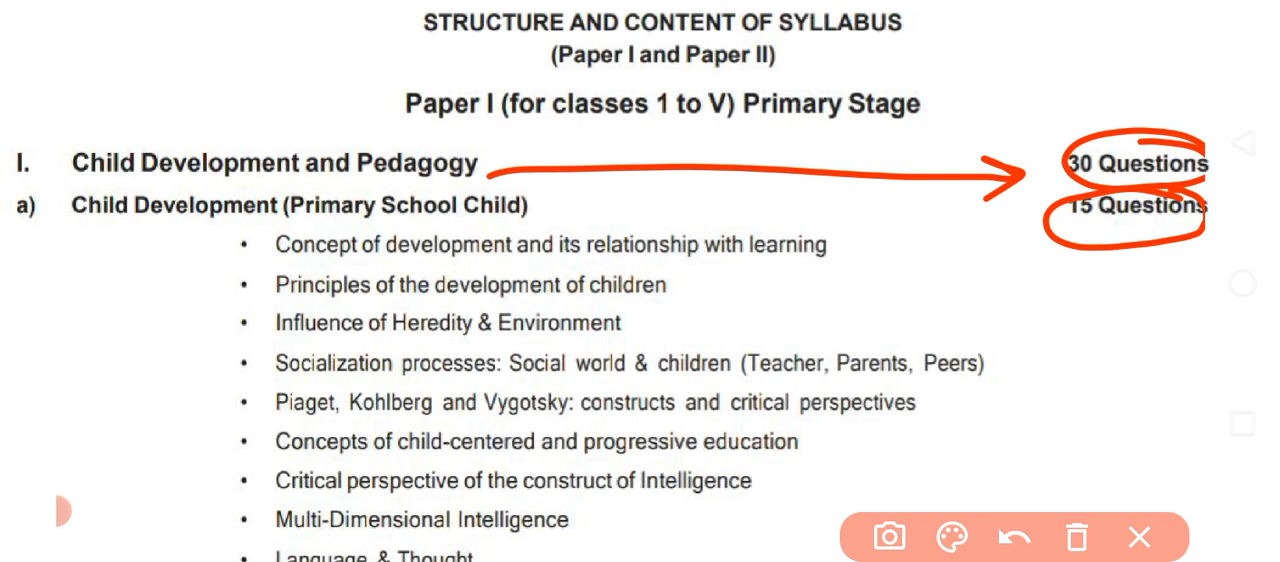 STRUCTURE AND CONTENT OF SYLLABUS
(Paper I and Paper II)
Paper I (for classes 1 to V) Primary Stage
I. Child Development and Pedagogy 30 Questions
a) Child Development (Primary School Child) 15 Questions
• Concept of development and its relationship with learning
• Principles of the development of children
• Influence of Heredity & Environment
• Socialization processes: Social world & children (Teacher, Parents, Peers)
• Piaget, Kohlberg and Vygotsky: constructs and critical perspectives
• Concepts of child-centered and progressive education
• Critical perspective of the construct of Intelligence
• Multi-Dimensional Intelligence
• Language & Thought